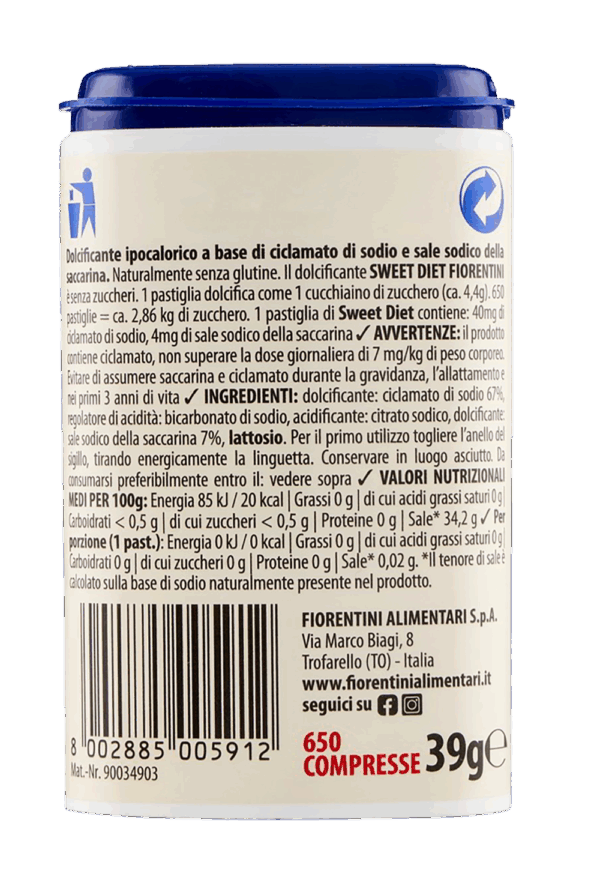 Dolcificante ipocalorico a base di ciclamato di sodio e sale sodico della
saccarina. Naturalmente senza glutine. Il dolcificante SWEET DIET FIORENTINI
è senza zuccheri. 1 pastiglia dolcifica come 1 cucchiaino di zucchero (ca. 4,4g). 650
pastiglie = ca. 2,86 kg di zucchero. 1 pastiglia di Sweet Diet contiene: 40mg di
ciclamato di sodio, 4mg di sale sodico della saccarina ✓ AVVERTENZE: il prodotto
contiene ciclamato, non superare la dose giornaliera di 7 mg/kg di peso corporeo.
Evitare di assumere saccarina e ciclamato durante la gravidanza, l'allattamento e
nei primi 3 anni di vita ✓ INGREDIENTI: dolcificante: ciclamato di sodio 67%,
regolatore di acidità: bicarbonato di sodio, acidificante: citrato sodico, dolcificante:
sale sodico della saccarina 7%, lattosio. Per il primo utilizzo togliere l'anello del
sigillo, tirando energicamente la linguetta. Conservare in luogo asciutto. Da
consumarsi preferibilmente entro il: vedere sopra ✓ VALORI NUTRIZIONALI
MEDI PER 100g: Energia 85 kJ / 20 kcal | Grassi 0 g | di cui acidi grassi saturi 0 g |
Carboidrati < 0,5 g | di cui zuccheri < 0,5 g | Proteine 0 g | Sale* 34,2 g ✓ Per
porzione (1 past.): Energia 0 kJ / 0 kcal | Grassi 0 g | di cui acidi grassi saturi 0 g |
Carboidrati 0 g | di cui zuccheri 0 g | Proteine 0 g | Sale* 0,02 g. *Il tenore di sale è
calcolato sulla base di sodio naturalmente presente nel prodotto.
FIORENTINI ALIMENTARI S.p.A.
Via Marco Biagi, 8
Trofarello (TO) - Italia
www.fiorentinialimentari.it
seguici su
8 002885 005912
Mat.-Nr. 90034903
650
COMPRESSE 39g e